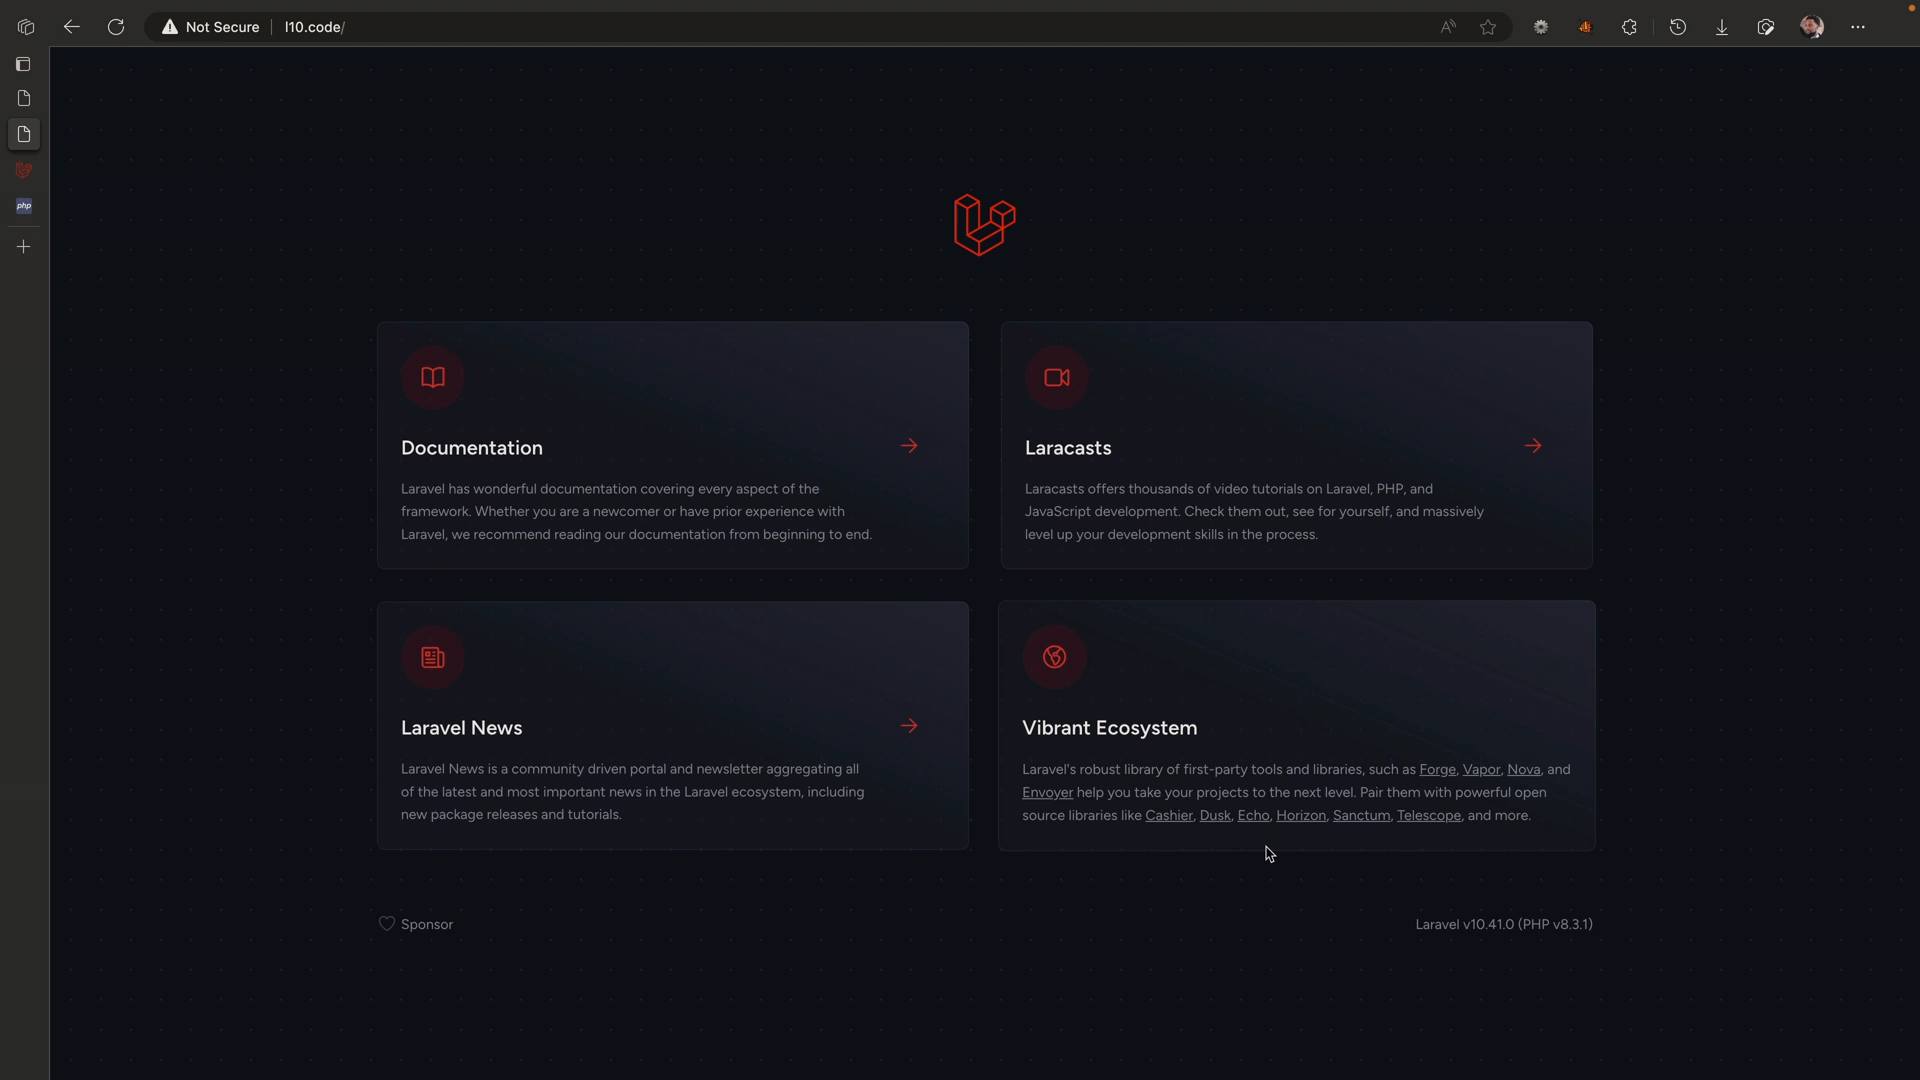 Not Secure
l10.code/
php
Documentation
Laravel has wonderful documentation covering every aspect of the
framework. Whether you are a newcomer or have prior experience with
Laravel, we recommend reading our documentation from beginning to end.
Laracasts
Laracasts offers thousands of video tutorials on Laravel, PHP, and
JavaScript development. Check them out, see for yourself, and massively
level up your development skills in the process.
Laravel News
Laravel News is a community driven portal and newsletter aggregating all
of the latest and most important news in the Laravel ecosystem, including
new package releases and tutorials.
Vibrant Ecosystem
Laravel's robust library of first-party tools and libraries, such as Forge, Vapor, Nova, and
Envoyer help you take your projects to the next level. Pair them with powerful open
source libraries like Cashier, Dusk, Echo, Horizon, Sanctum, Telescope, and more.
Sponsor
Laravel v10.41.0 (PHP v8.3.1)